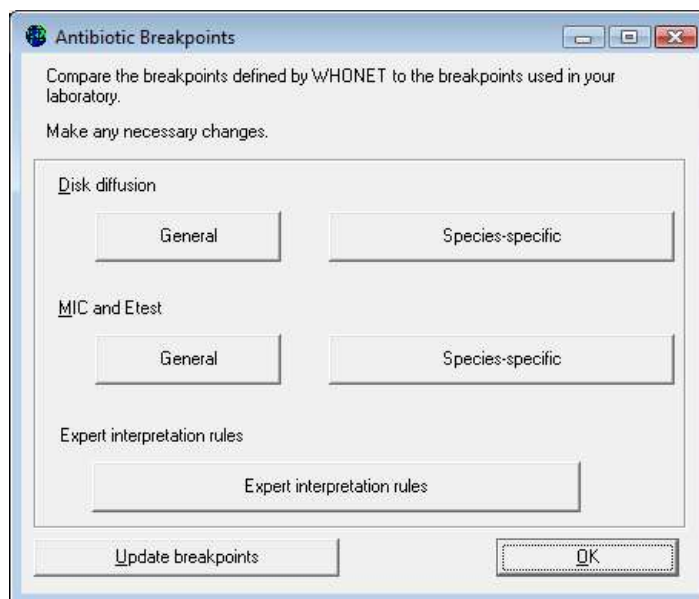 Antibiotic Breakpoints
Compare the breakpoints defined by WHONET to the breakpoints used in your
laboratory.
Make any necessary changes.
Disk diffusion
General Species-specific
MIC and Etest
General Species-specific
Expert interpretation rules
Expert interpretation rules
Update breakpoints OK